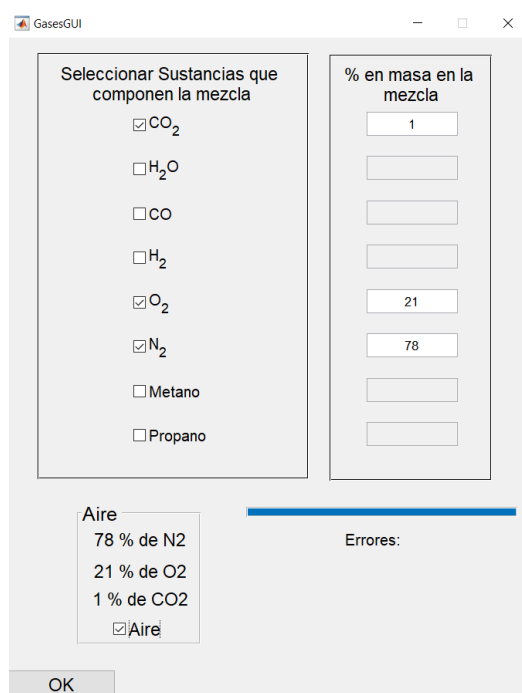 GasesGUI
Seleccionar Sustancias que
componen la mezcla
% en masa en la
mezcla
CO2
1
H2O
CO
H2
O2
21
N2
78
Metano
Propano
Aire
78 % de N2
21 % de O2
1 % de CO2
Aire
Errores:
OK